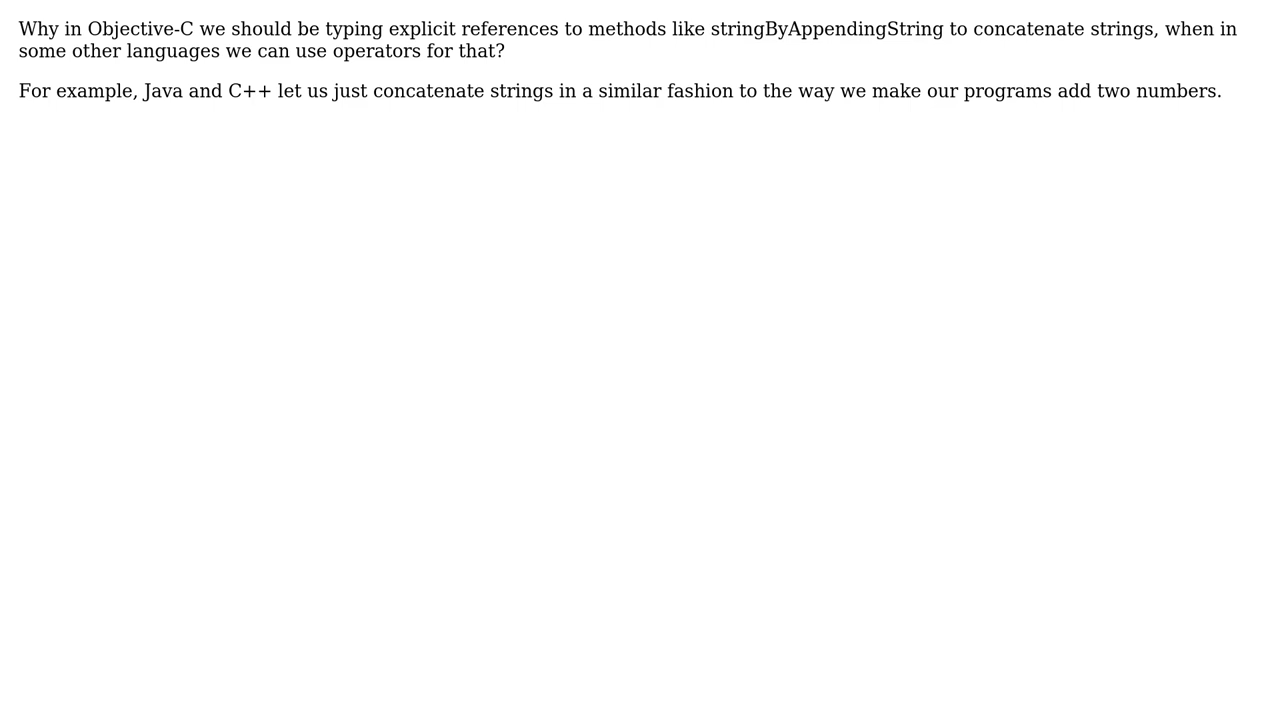 Why in Objective-C we should be typing explicit references to methods like stringByAppendingString to concatenate strings, when in
some other languages we can use operators for that?
For example, Java and C++ let us just concatenate strings in a similar fashion to the way we make our programs add two numbers.